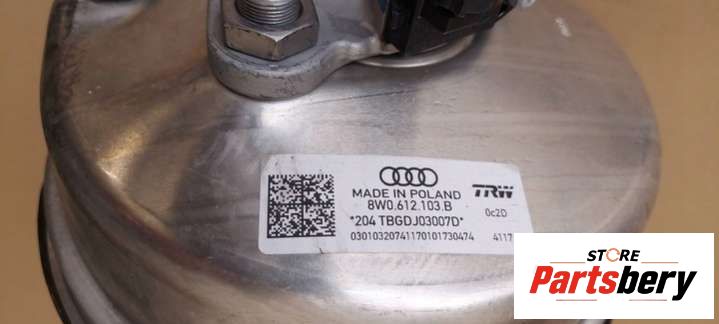 MADE IN POLAND
8W0.612.103.B
*204 TBGDJ03007D*
03010320741170101730474 4117
TRW
0c2D
STORE
Partsbery